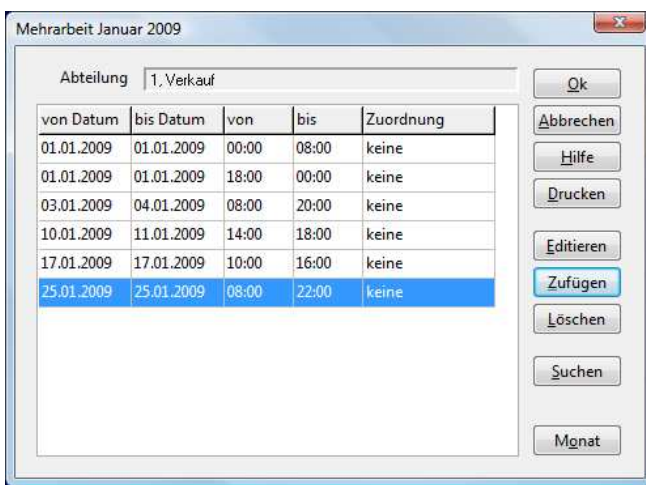 Mehrarbeit Januar 2009
Abteilung 1, Verkauf
Ok
von Datum bis Datum von bis Zuordnung
Abbrechen
01.01.2009 01.01.2009 00:00 08:00 keine
Hilfe
01.01.2009 01.01.2009 18:00 00:00 keine
Drucken
03.01.2009 04.01.2009 08:00 20:00 keine
10.01.2009 11.01.2009 14:00 18:00 keine
Editieren
17.01.2009 17.01.2009 10:00 16:00 keine
Zufügen
25.01.2009 25.01.2009 08:00 22:00 keine
Löschen
Suchen
Monat